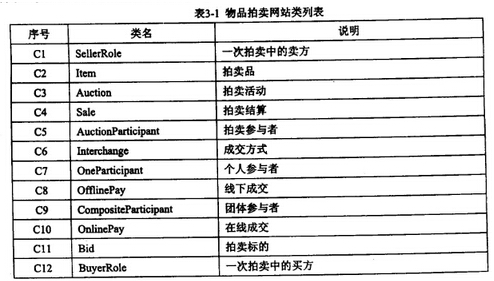 表3-1 物品拍卖网站类列表
序号 类名 说明
C1 SellerRole 一次拍卖中的卖方
C2 Item 拍卖品
C3 Auction 拍卖活动
C4 Sale 拍卖结算
C5 AuctionParticipant 拍卖参与者
C6 Interchange 成交方式
C7 OneParticipant 个人参与者
C8 OfflinePay 线下成交
C9 CompositeParticipant 团体参与者
C10 OnlinePay 在线成交
C11 Bid 拍卖标的
C12 BuyerRole 一次拍卖中的买方